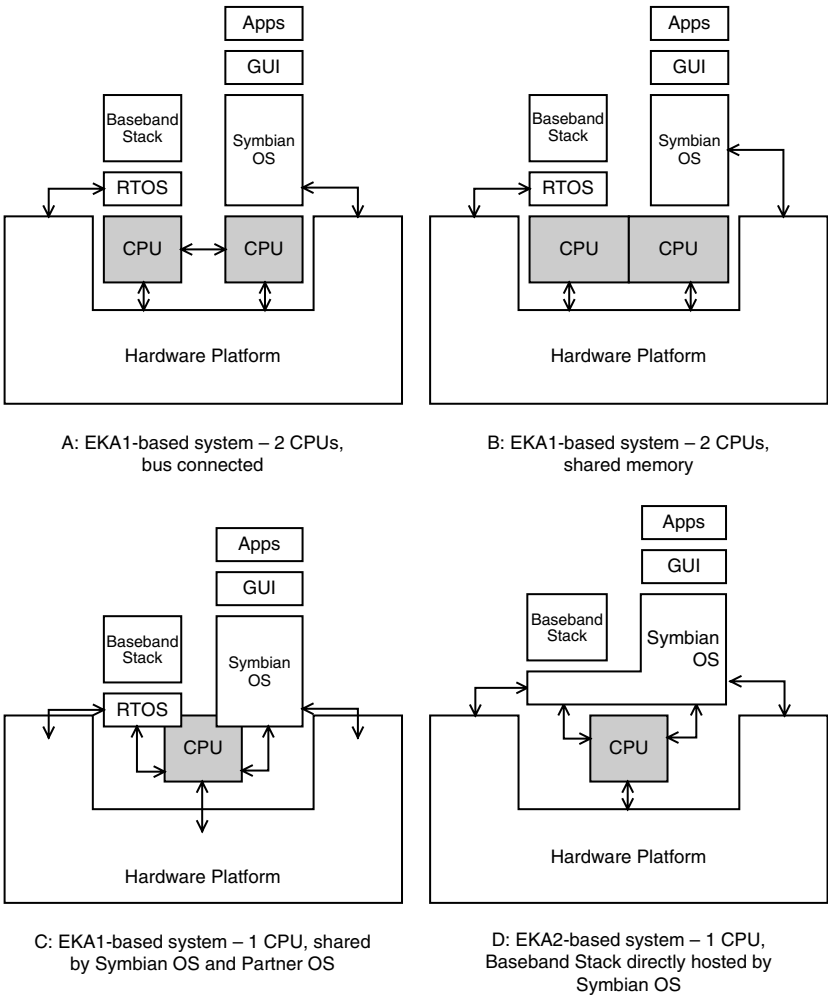 Apps
GUI
Baseband
Stack
Symbian
OS
RTOS
CPU
CPU
Hardware Platform
A: EKA1-based system – 2 CPUs,
bus connected
Apps
GUI
Baseband
Stack
Symbian
OS
RTOS
CPU
CPU
Hardware Platform
B: EKA1-based system – 2 CPUs,
shared memory
Apps
GUI
Baseband
Stack
Symbian
OS
RTOS
CPU
Hardware Platform
C: EKA1-based system – 1 CPU, shared
by Symbian OS and Partner OS
Apps
GUI
Baseband
Stack
Symbian
OS
CPU
Hardware Platform
D: EKA2-based system – 1 CPU,
Baseband Stack directly hosted by
Symbian OS